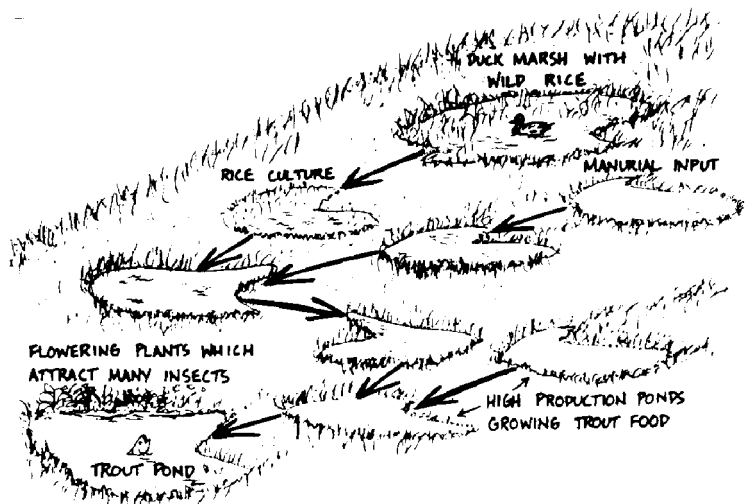 DUCK MARSH WITH
WILD RICE
RICE CULTURE
MANURIAL INPUT
FLOWERING PLANTS WHICH
ATTRACT MANY INSECTS
HIGH PRODUCTION PONDS
GROWING TROUT FOOD
TROUT POND